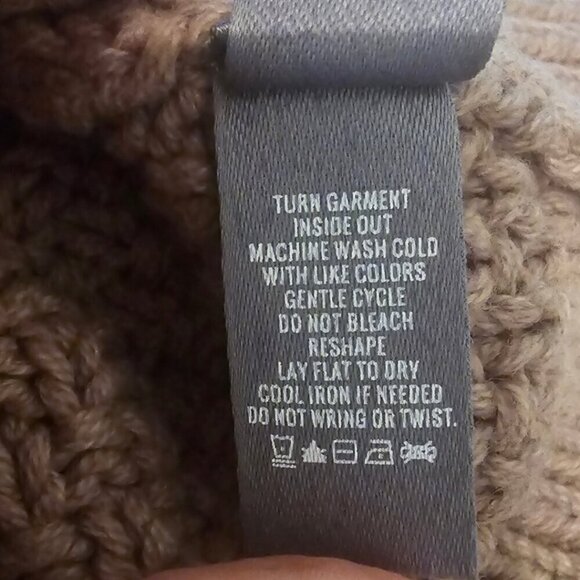 TURN GARMENT
INSIDE OUT
MACHINE WASH COLD
WITH LIKE COLORS
GENTLE CYCLE
DO NOT BLEACH
RESHAPE
LAY FLAT TO DRY
COOL IRON IF NEEDED
DO NOT WRING OR TWIST.